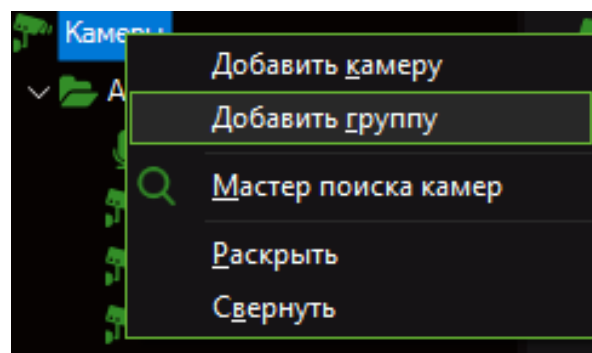 Камеры
Добавить камеру
А
Добавить группу
Мастер поиска камер
Раскрыть
Свернуть